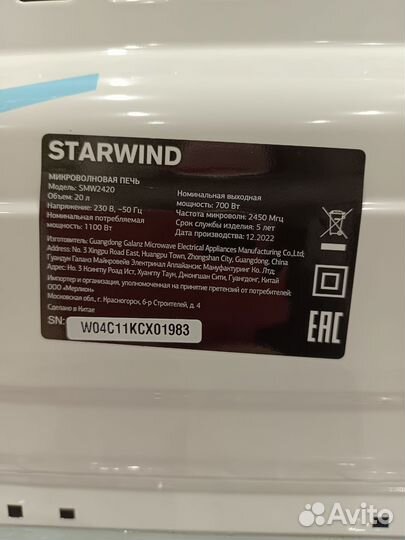 STARWIND
МИКРОВОЛНОВАЯ ПЕЧЬ
Модель: SMW2420
Объем: 20 л
Напряжение: 230 В, ~50 Гц
Номинальная потребляемая
мощность: 1100 Вт
Номинальная выходная
мощность: 700 Вт
Частота микроволн: 2450 Мгц
Срок службы изделия: 5 лет
Дата производства: 12.2022
Изготовитель: Guangdong Galanz Microwave Electrical Appliances Manufacturing Co.,Ltd;
Address: No. 3 Xingpu Road East, Huangpu Town, Zhongshan City, Guangdong, China
Гуандун Галанз Майкровейв Электрикал Апплайансис Мануфактуринг Ко. Лтд;
Адрес: Но. 3 Ксингпу Роад Ист, Хуангпу Таун, Джонгшан Сити, Гуангдонг, Китай
Импортер и организация, уполномоченная на принятие претензий от потребителей:
ООО «Мерлион»
Московская обл., г. Красногорск, б-р Строителей, д. 4
Сделано в Китае
SN:
W04C11KCX01983
EAC
Avito